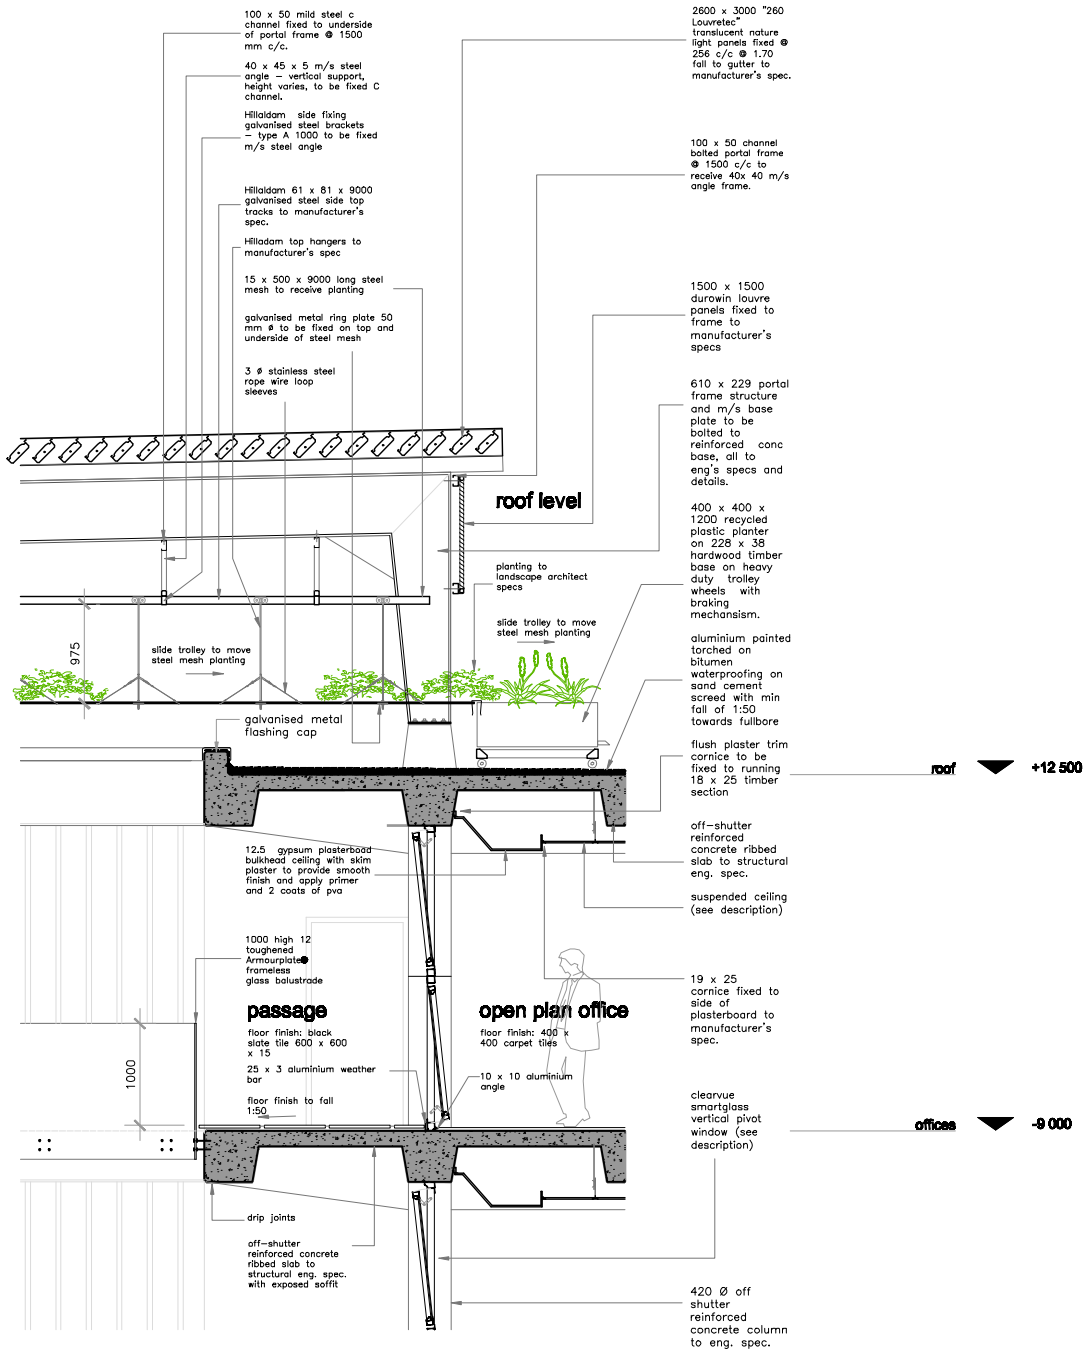 100 x 50 mild steel c
channel fixed to underside
of portal frame @ 1500
mm c/c.
40 x 45 x 5 m/s steel
angle – vertical support,
height varies, to be fixed C
channel.
Hillaldam side fixing
galvanised steel brackets
– type A 1000 to be fixed
m/s steel angle
Hillaldam 61 x 81 x 9000
galvanised steel side top
tracks to manufacturer's
spec.
Hilladam top hangers to
manufacturer's spec
15 x 500 x 9000 long steel
mesh to receive planting
galvanised metal ring plate 50
mm ø to be fixed on top and
underside of steel mesh
3 ø stainless steel
rope wire loop
sleeves
2600 x 3000 "260
Louvretec"
translucent nature
light panels fixed @
256 c/c @ 1.70
fall to gutter to
manufacturer's spec.
100 x 50 channel
bolted portal frame
@ 1500 c/c to
receive 40x 40 m/s
angle frame.
1500 x 1500
durowin louvre
panels fixed to
frame to
manufacturer's
specs
610 x 229 portal
frame structure
and m/s base
plate to be
bolted to
reinforced conc
base, all to
eng's specs and
details.
roof level
400 x 400 x
1200 recycled
plastic planter
on 228 x 38
hardwood timber
base on heavy
duty trolley
wheels with
braking
mechansism.
planting to
landscape architect
specs
slide trolley to move
steel mesh planting
slide trolley to move
steel mesh planting
975
aluminium painted
torched on
bitumen
waterproofing on
sand cement
screed with min
fall of 1:50
towards fullbore
galvanised metal
flashing cap
flush plaster trim
cornice to be
fixed to running
18 x 25 timber
section
roof
+12 500
off-shutter
reinforced
concrete ribbed
slab to structural
eng. spec.
12.5 gypsum plasterboad
bulkhead ceiling with skim
plaster to provide smooth
finish and apply primer
and 2 coats of pva
suspended ceiling
(see description)
1000 high 12
toughened
Armourplate
frameless
glass balustrade
19 x 25
cornice fixed to
side of
plasterboard to
manufacturer's
spec.
passage
floor finish: black
slate tile 600 x 600
x 15
25 x 3 aluminium weather
bar
floor finish to fall
1:50
open plan office
floor finish: 400 x
400 carpet tiles
10 x 10 aluminium
angle
1000
clearvue
smartglass
vertical pivot
window (see
description)
offices
-9 000
drip joints
off-shutter
reinforced concrete
ribbed slab to
structural eng. spec.
with exposed soffit
420 Ø off
shutter
reinforced
concrete column
to eng. spec.